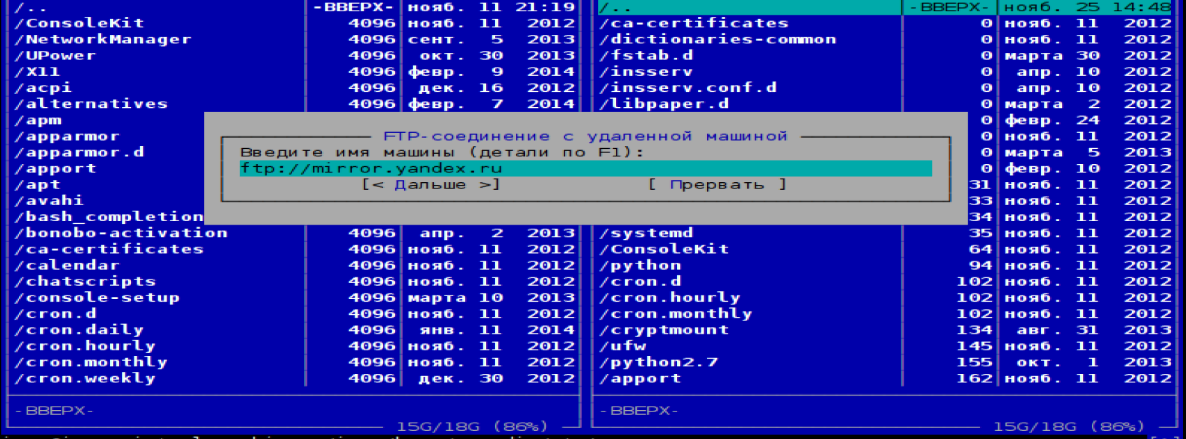 /.. -ВВЕРХ- нояб. 11 21:19 /.. -ВВЕРХ- нояб. 25 14:48
/ConsoleKit 4096 нояб. 11 2012 /ca-certificates 0 нояб. 11 2012
/NetworkManager 4096 сент. 5 2013 /dictionaries-common 0 нояб. 11 2012
/UPower 4096 окт. 30 2013 /fstab.d 0 марта 30 2012
/X11 4096 февр. 9 2014 /insserv 0 апр. 10 2012
/acpi 4096 дек. 16 2012 /insserv.conf.d 0 апр. 10 2012
/alternatives 4096 февр. 7 2014 /libpaper.d 0 марта 2 2012
/apm 0 февр. 24 2012
/apparmor 0 нояб. 11 2012
/apparmor.d 0 марта 5 2013
/apport 0 февр. 10 2012
/apt 31 нояб. 11 2012
/avahi 33 нояб. 11 2012
/bash_completion 34 нояб. 11 2012
FTP-соединение с удаленной машиной
Введите имя машины (детали по F1):
ftp://mirror.yandex.ru
[< Дальше >] [ Прервать ]
/bonobo-activation 4096 апр. 2 2013 /systemd 35 нояб. 11 2012
/ca-certificates 4096 нояб. 11 2012 /ConsoleKit 64 нояб. 11 2012
/calendar 4096 нояб. 11 2012 /python 94 нояб. 11 2012
/chatscripts 4096 нояб. 11 2012 /cron.d 102 нояб. 11 2012
/console-setup 4096 марта 10 2013 /cron.hourly 102 нояб. 11 2012
/cron.d 4096 нояб. 11 2012 /cron.monthly 102 нояб. 11 2012
/cron.daily 4096 янв. 11 2014 /cryptmount 134 авг. 31 2013
/cron.hourly 4096 нояб. 11 2012 /ufw 145 нояб. 11 2012
/cron.monthly 4096 нояб. 11 2012 /python2.7 155 окт. 1 2013
/cron.weekly 4096 дек. 30 2012 /apport 162 нояб. 11 2012
-ВВЕРХ- -ВВЕРХ-
15G/18G (86%) 15G/18G (86%)